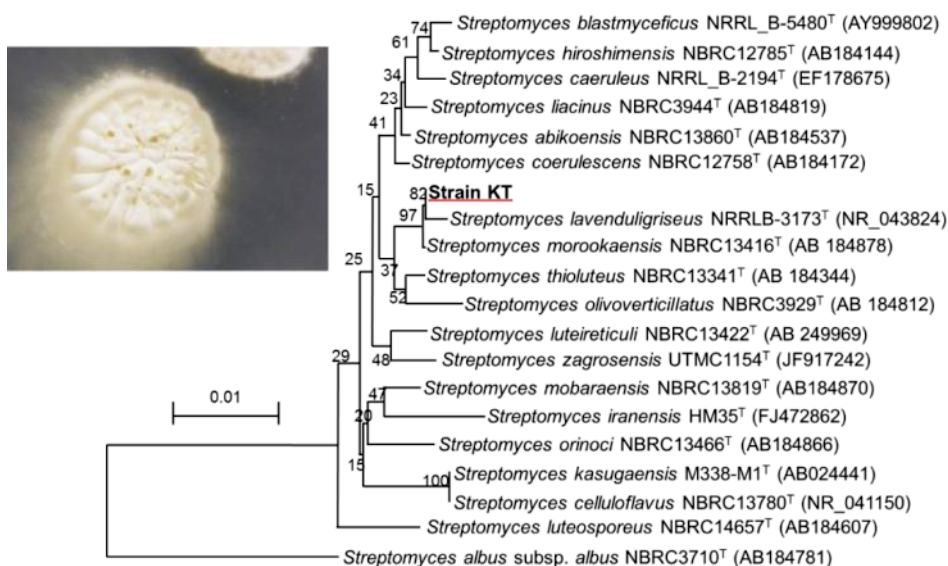 74
Streptomyces blastmyceficus NRRL_B-5480ᵀ (AY999802)
61
Streptomyces hiroshimensis NBRC12785ᵀ (AB184144)
34
Streptomyces caeruleus NRRL_B-2194ᵀ (EF178675)
23
Streptomyces liacinus NBRC3944ᵀ (AB184819)
41
Streptomyces abikoensis NBRC13860ᵀ (AB184537)
Streptomyces coerulescens NBRC12758ᵀ (AB184172)
15
82
Strain KT
97
Streptomyces lavenduligriseus NRRLB-3173ᵀ (NR_043824)
Streptomyces morookaensis NBRC13416ᵀ (AB 184878)
25
37
Streptomyces thioluteus NBRC13341ᵀ (AB 184344)
52
Streptomyces olivoverticillatus NBRC3929ᵀ (AB 184812)
Streptomyces luteireticuli NBRC13422ᵀ (AB 249969)
29
48
Streptomyces zagrosensis UTMC1154ᵀ (JF917242)
0.01
47
Streptomyces mobaraensis NBRC13819ᵀ (AB184870)
20
Streptomyces iranensis HM35ᵀ (FJ472862)
Streptomyces orinoci NBRC13466ᵀ (AB184866)
15
100
Streptomyces kasugaensis M338-M1ᵀ (AB024441)
Streptomyces celluloflavus NBRC13780ᵀ (NR_041150)
Streptomyces luteosporeus NBRC14657ᵀ (AB184607)
Streptomyces albus subsp. albus NBRC3710ᵀ (AB184781)